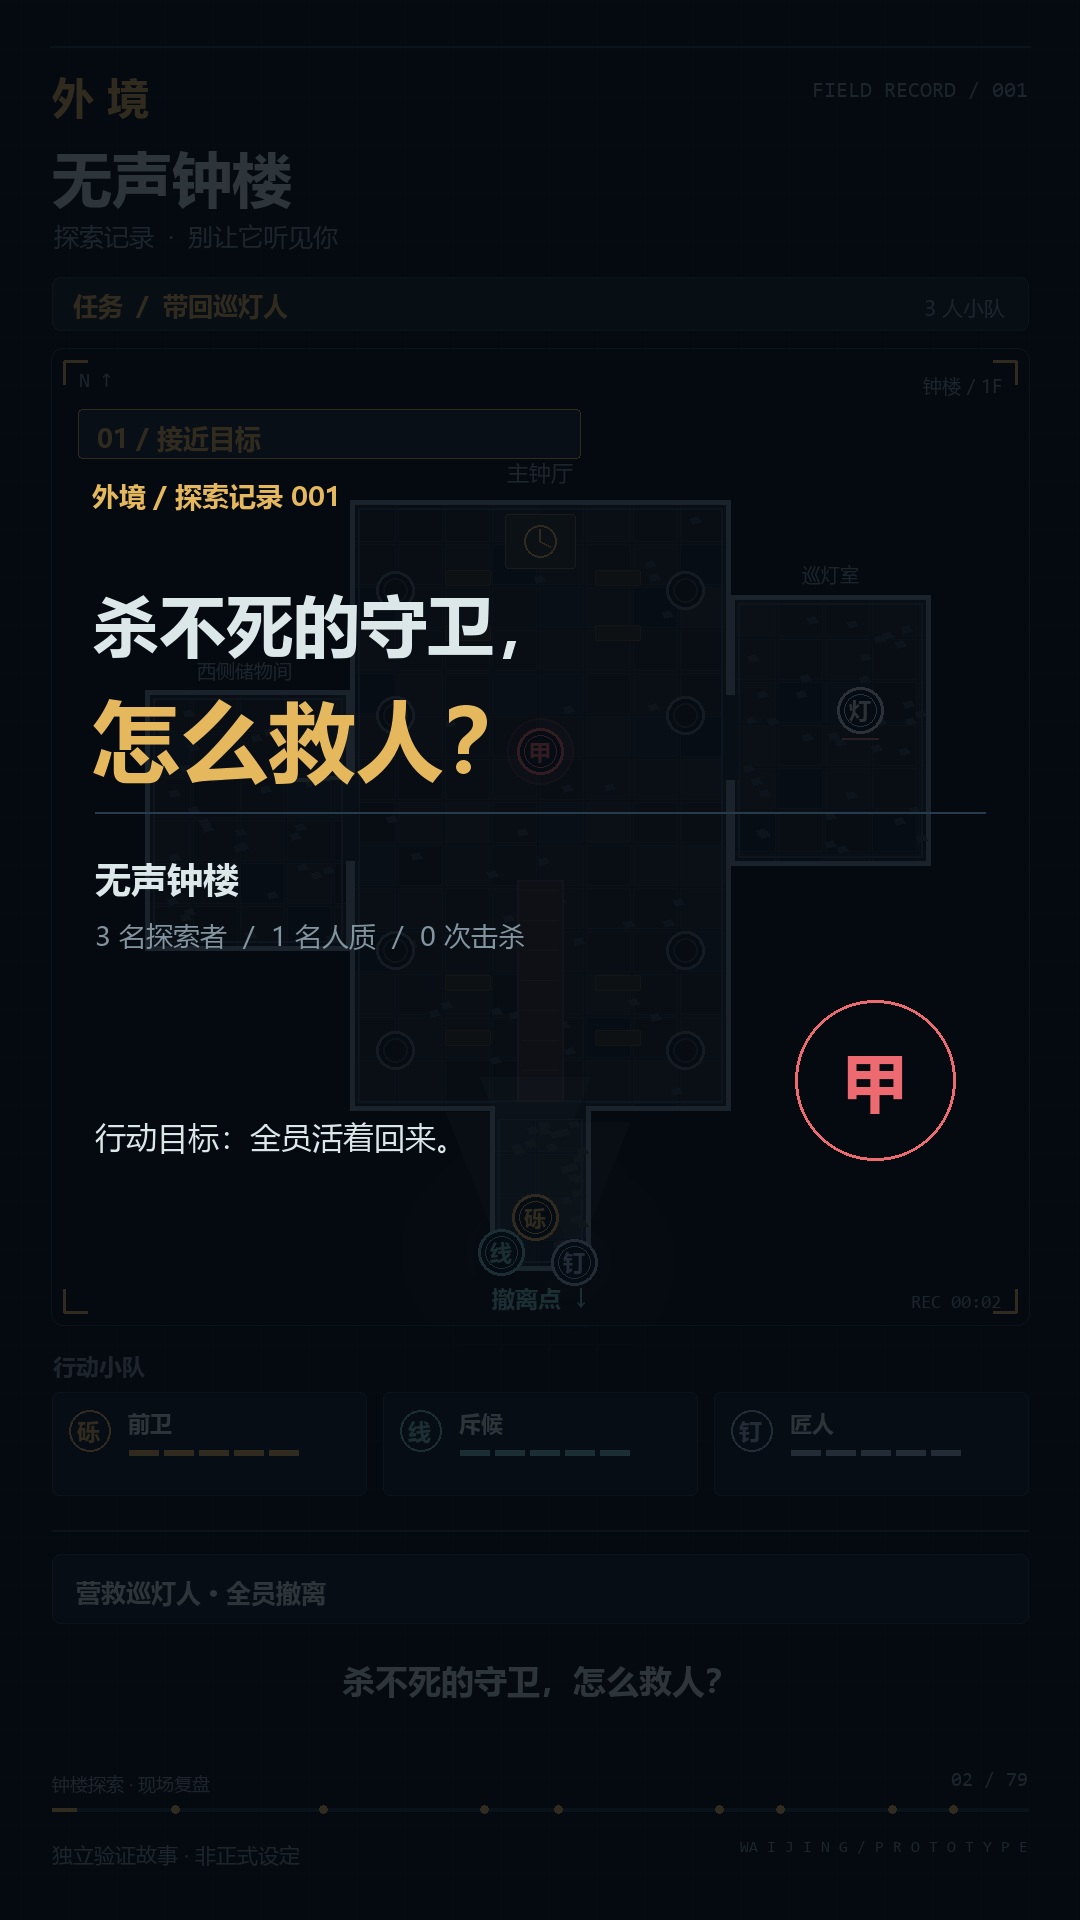 外 境
FIELD RECORD / 001
无声钟楼
探索记录 · 别让它听见你
任务 / 带回巡灯人
3 人小队
N ↑
钟楼 / 1F
01 / 接近目标
主钟厅
外境 / 探索记录 001
巡灯室
杀不死的守卫，
西侧储物间
灯
怎么救人？
甲
无声钟楼
3 名探索者 / 1 名人质 / 0 次击杀
甲
行动目标：全员活着回来。
砾
线
钉
撤离点 ↓
REC 00:02
行动小队
砾 前卫
线 斥候
钉 匠人
营救巡灯人·全员撤离
杀不死的守卫，怎么救人？
钟楼探索 · 现场复盘
02 / 79
独立验证故事 · 非正式设定
WAIJING/PROTOTYPE